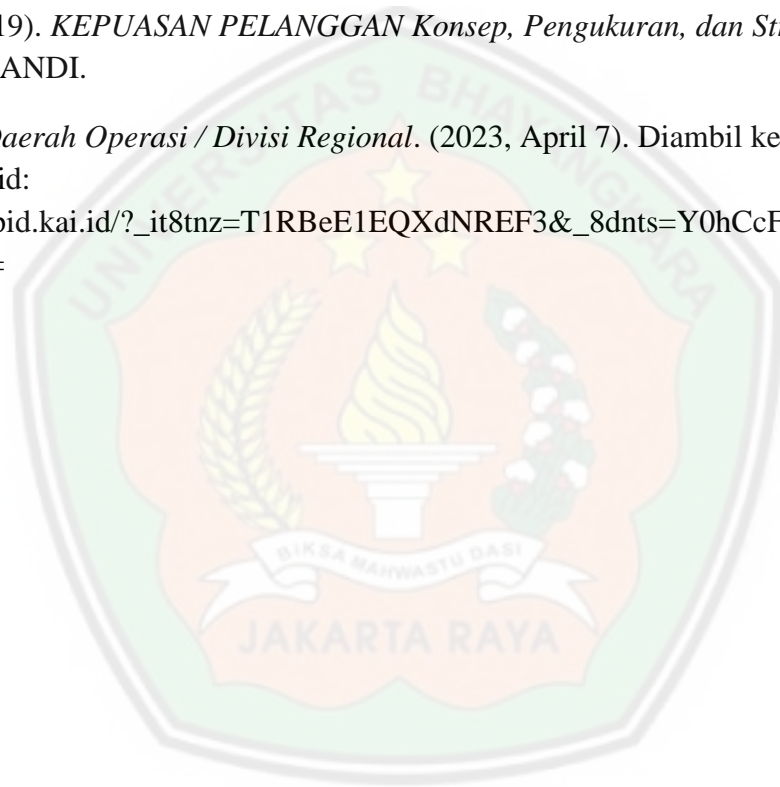 19). KEPUASAN PELANGGAN Konsep, Pengukuran, dan St
ANDI.
Daerah Operasi / Divisi Regional. (2023, April 7). Diambil ke
id:
pid.kai.id/?_it8tnz=T1RBeE1EQXdNREF3&_8dnts=Y0hCcF
=
UNIVERSITAS BHAYANGKARA
BIKSA MAHWASTU DASI
JAKARTA RAYA